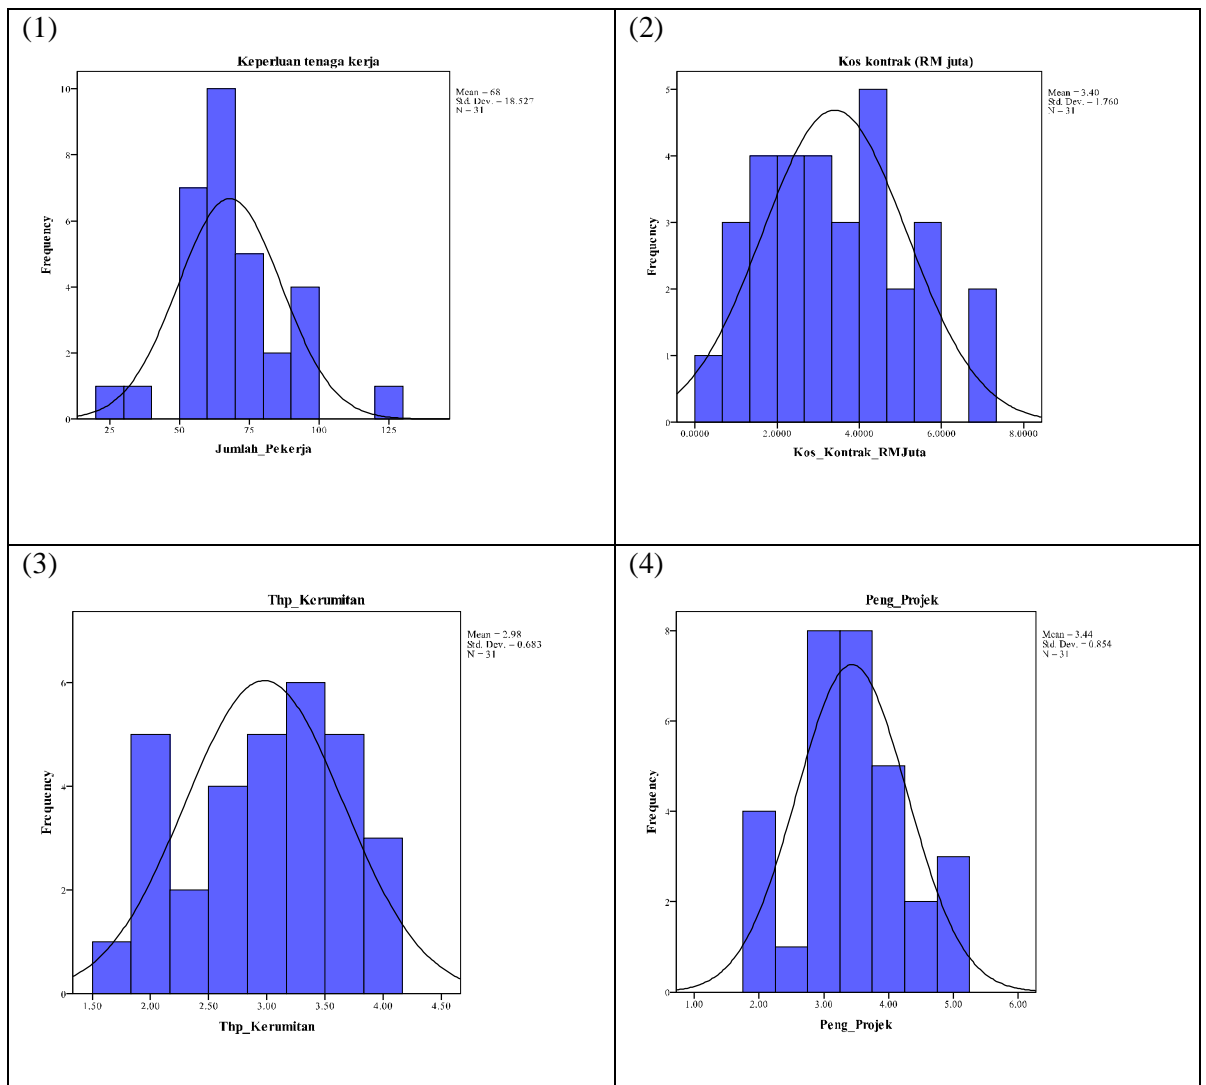 (1)
Keperluan tenaga kerja
Mean = 68
Std. Dev. = 18.527
N = 31
10
8
6
4
2
0
Frequency
25 50 75 100 125
Jumlah_Pekerja
(2)
Kos kontrak (RM juta)
Mean = 3.40
Std. Dev. = 1.760
N = 31
5
4
3
2
1
0
Frequency
0.0000 2.0000 4.0000 6.0000 8.0000
Kos_Kontrak_RMJuta
(3)
Thp_Kerumitan
Mean = 2.98
Std. Dev. = 0.683
N = 31
6
4
2
0
Frequency
1.50 2.00 2.50 3.00 3.50 4.00 4.50
Thp_Kerumitan
(4)
Peng_Projek
Mean = 3.44
Std. Dev. = 0.854
N = 31
8
6
4
2
0
Frequency
1.00 2.00 3.00 4.00 5.00 6.00
Peng_Projek